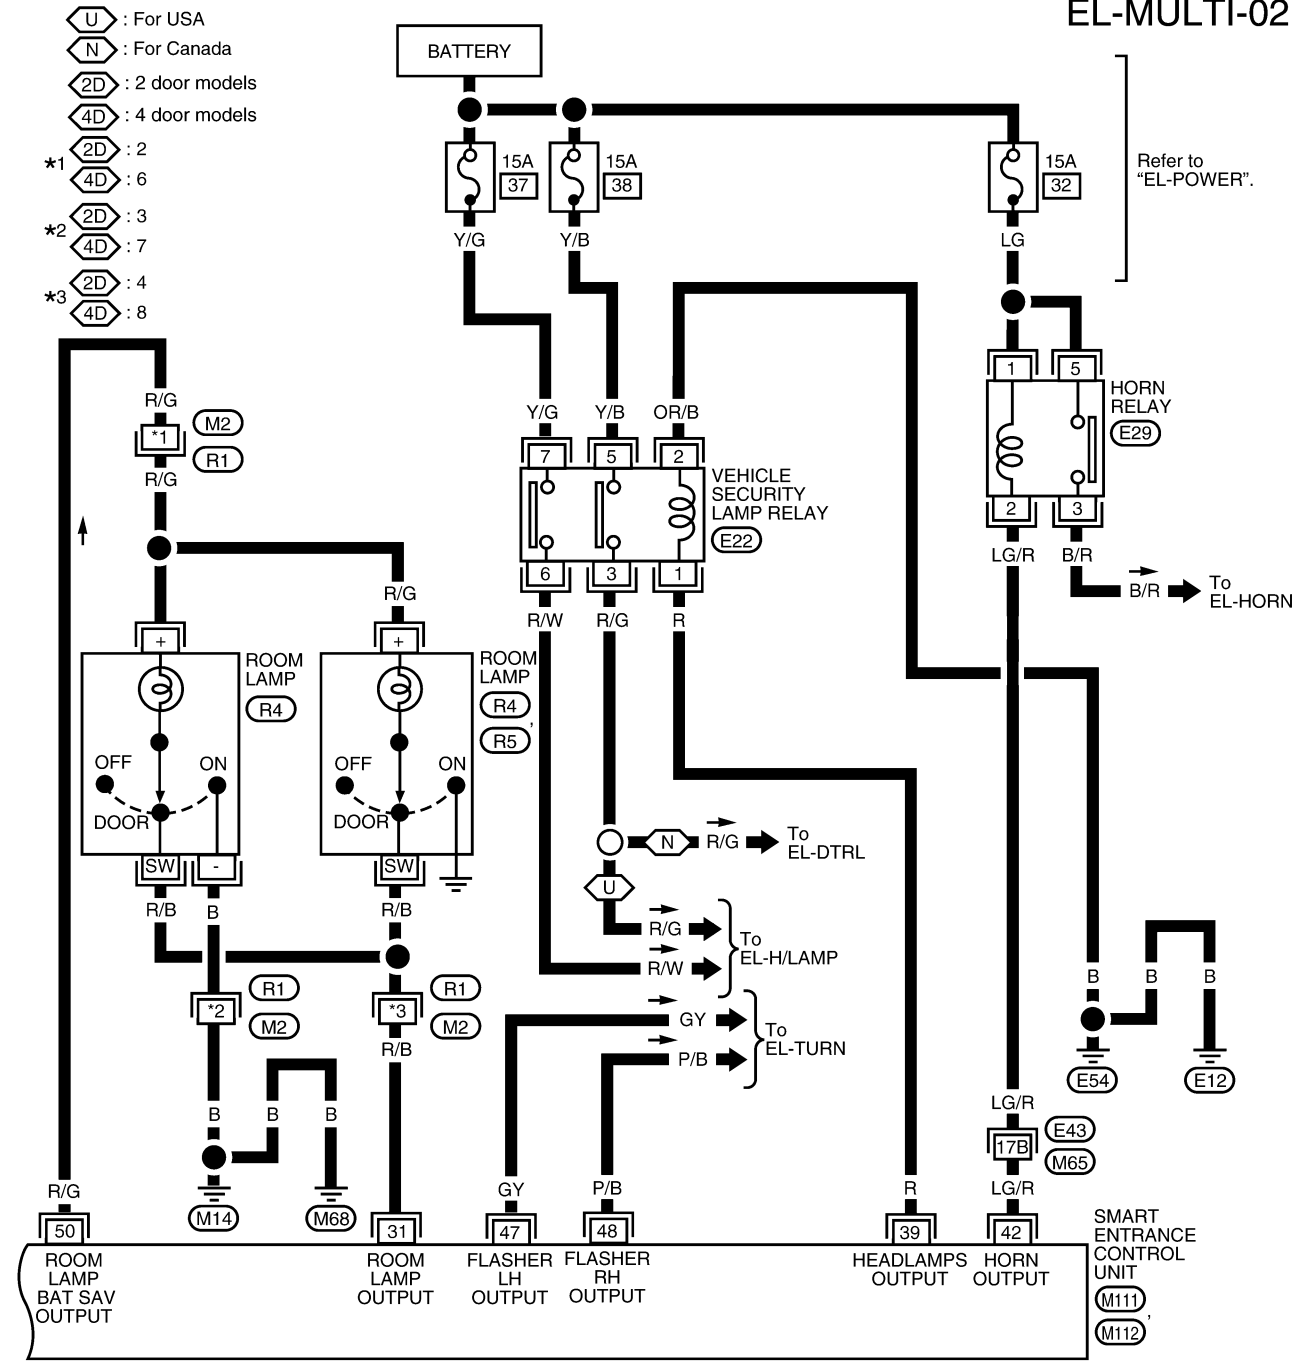 EL-MULTI-02
U : For USA
N : For Canada
2D : 2 door models
4D : 4 door models
*1 2D : 2
4D : 6
*2 2D : 3
4D : 7
*3 2D : 4
4D : 8
BATTERY
15A
37
15A
38
15A
32
Refer to
“EL-POWER”.
Y/G
Y/B
LG
R/G
*1
M2
R1
R/G
Y/G
Y/B
OR/B
7
5
2
VEHICLE
SECURITY
LAMP RELAY
E22
6
3
1
R/W
R/G
R
1
5
HORN
RELAY
E29
2
3
LG/R
B/R
B/R
To
EL-HORN
R/G
+
+
ROOM
LAMP
R4
ROOM
LAMP
R4 ,
R5
OFF
ON
DOOR
OFF
ON
DOOR
SW
-
SW
R/B
B
R/B
N
R/G
To
EL-DTRL
U
R/G
R/W
To
EL-H/LAMP
GY
P/B
To
EL-TURN
*2
R1
M2
*3
R1
M2
R/B
B
B
B
M14
M68
B
B
B
E54
E12
LG/R
17B
E43
M65
LG/R
R/G
GY
P/B
R
50
31
47
48
39
42
ROOM
LAMP
BAT SAV
OUTPUT
ROOM
LAMP
OUTPUT
FLASHER
LH
OUTPUT
FLASHER
RH
OUTPUT
HEADLAMPS
OUTPUT
HORN
OUTPUT
SMART
ENTRANCE
CONTROL
UNIT
M111 ,
M112